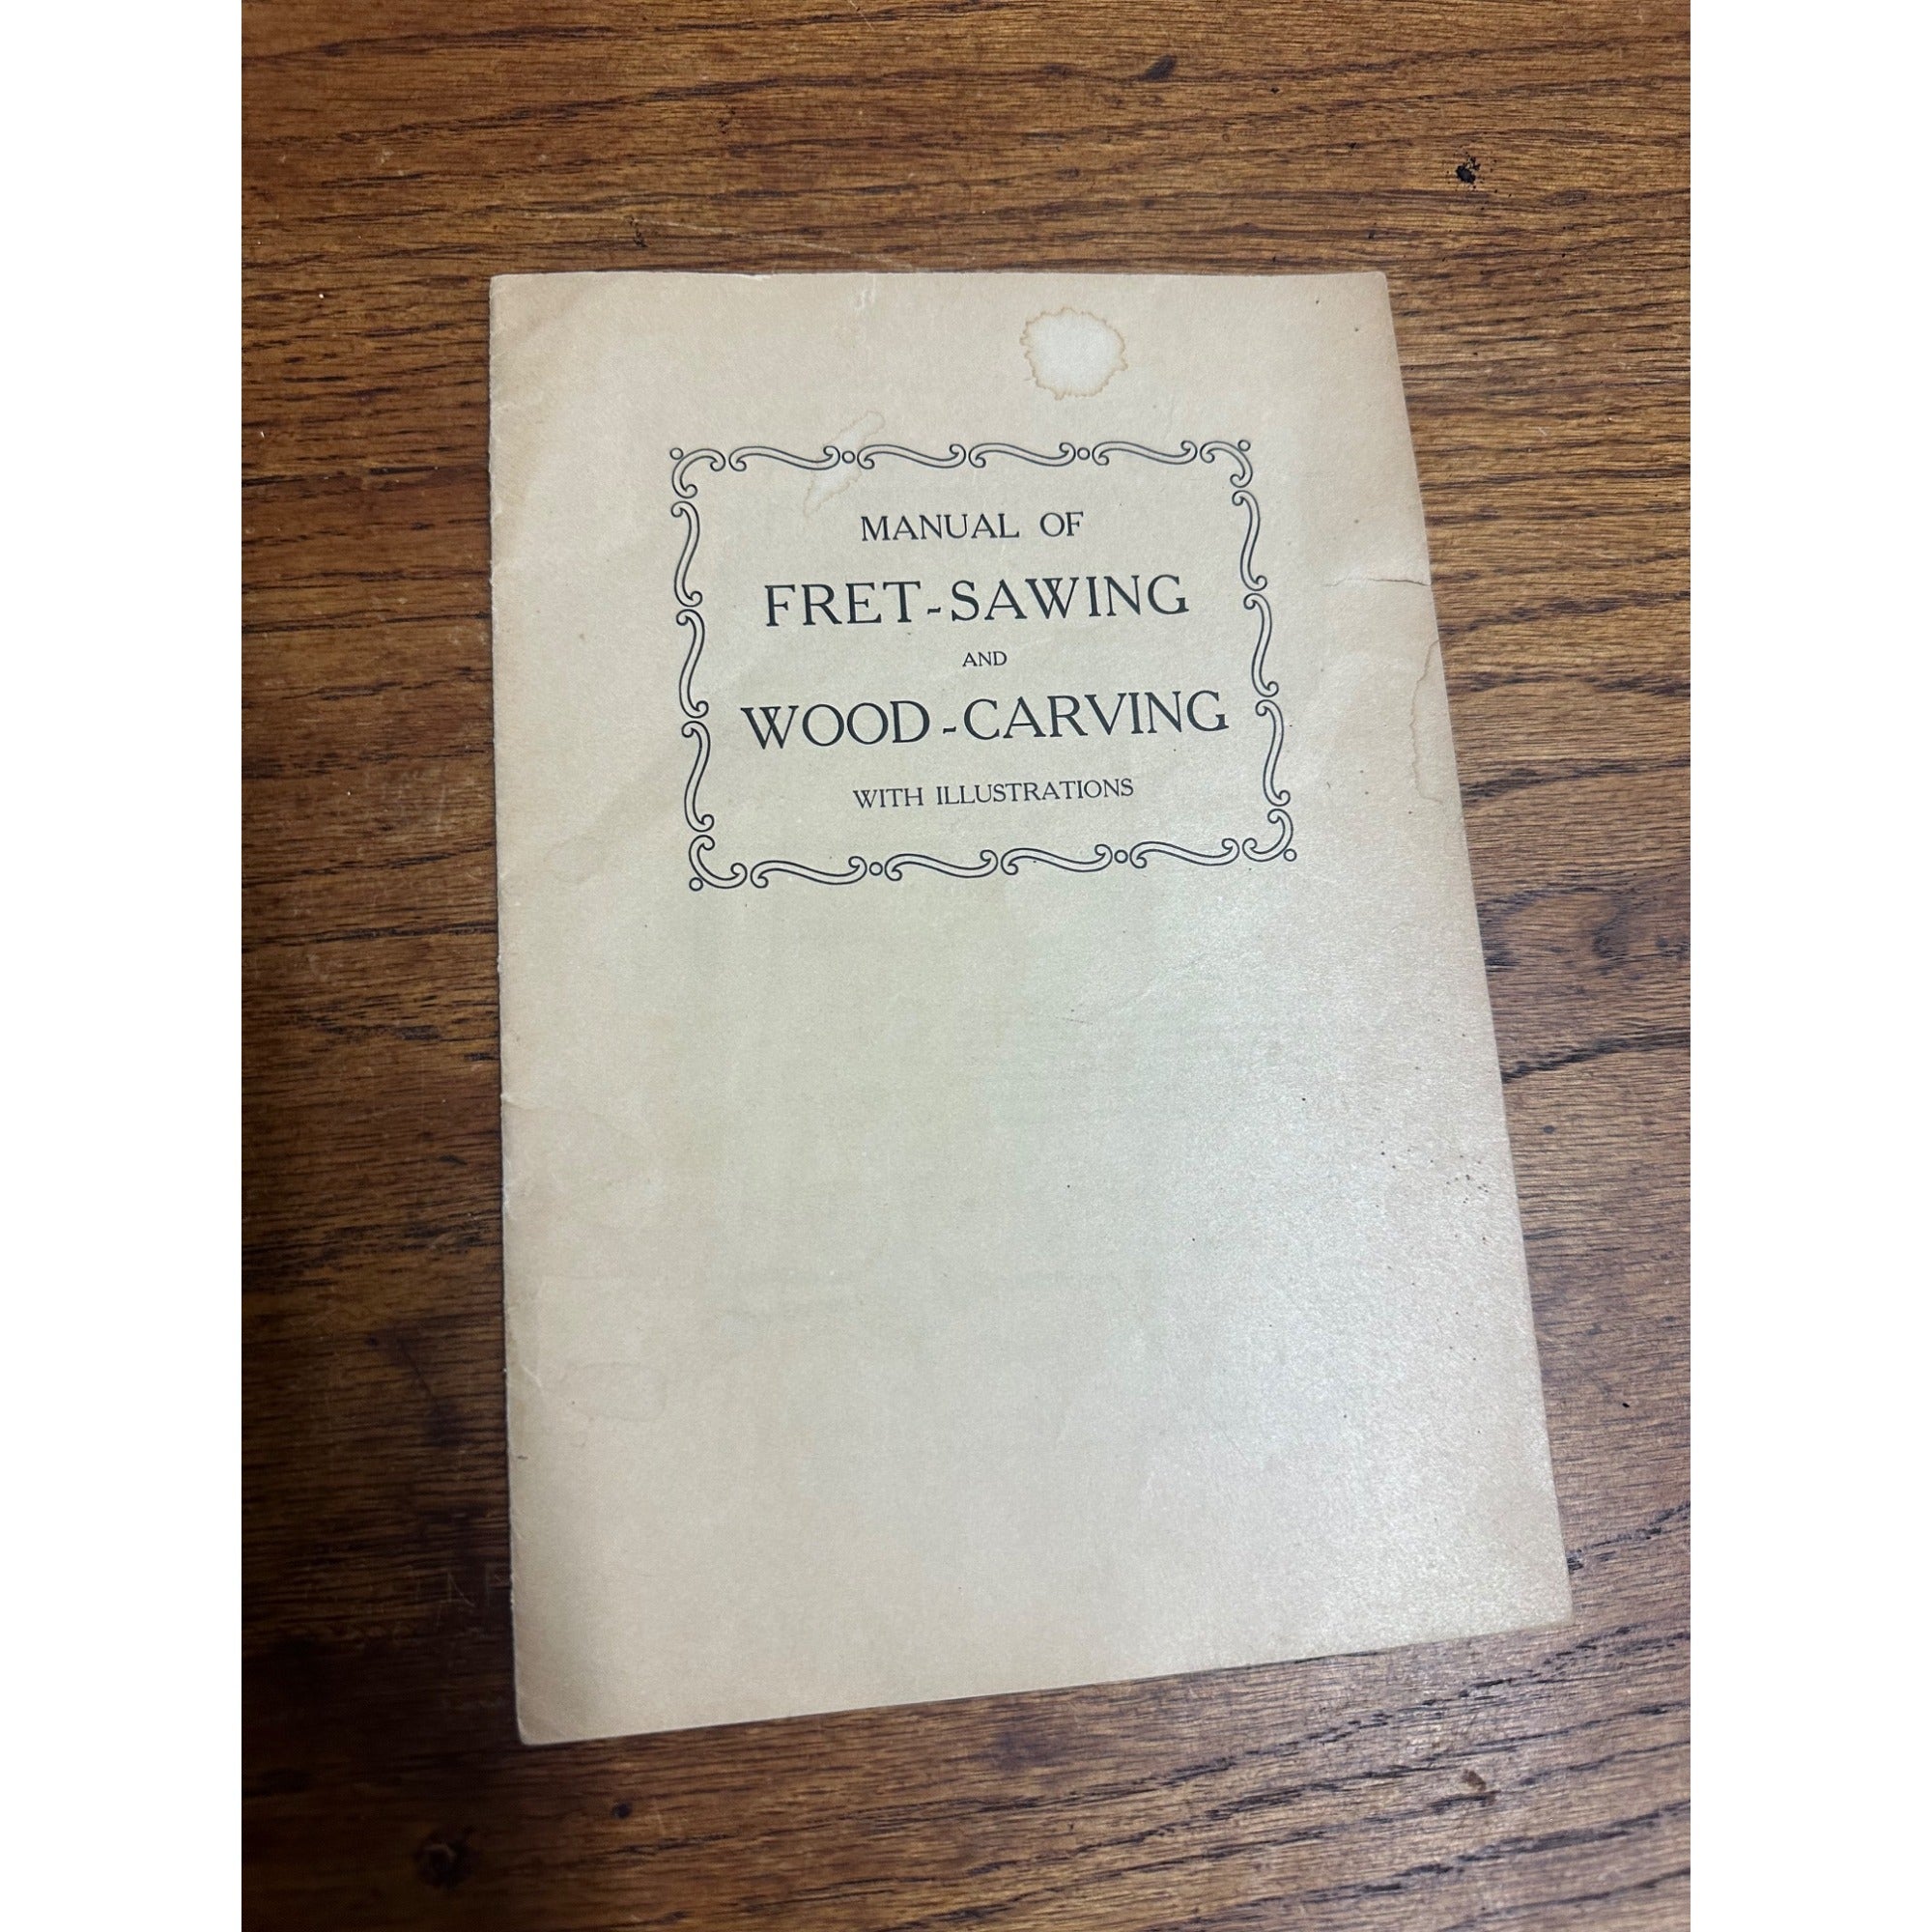 MANUAL OF
FRET-SAWING
AND
WOOD-CARVING
WITH ILLUSTRATIONS